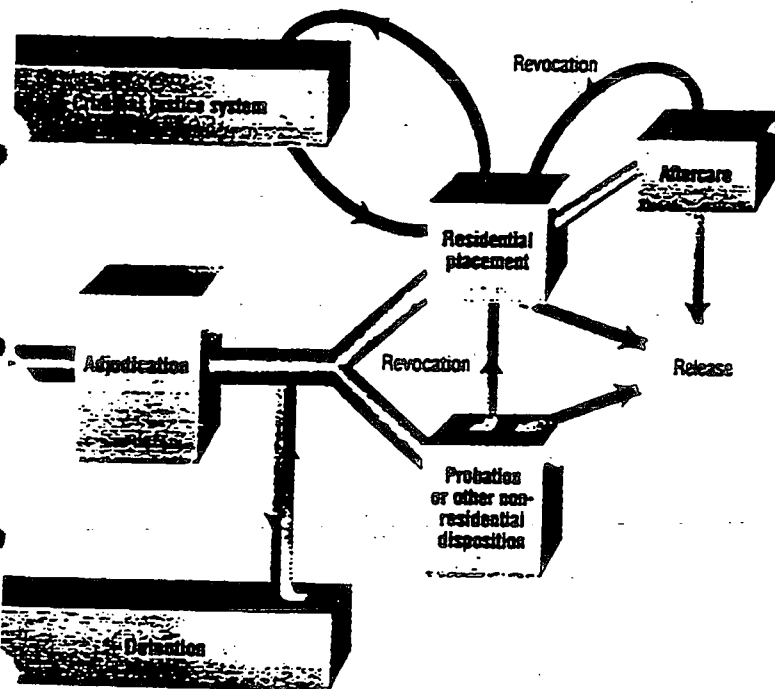 Revocation
Criminal justice system
Aftercare
Residential
placement
Adjudication
Revocation
Release
Probation
or other non-
residential
disposition
Detention